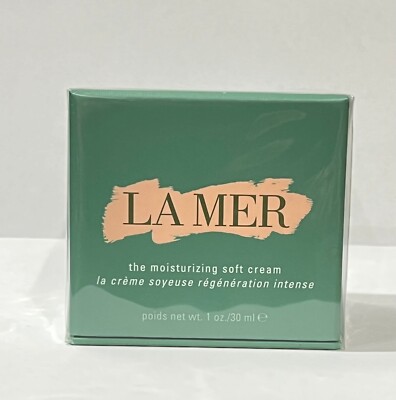 LA MER
the moisturizing soft cream
la crème soyeuse régénération intense
poids net wt. 1 oz./30 ml ℮